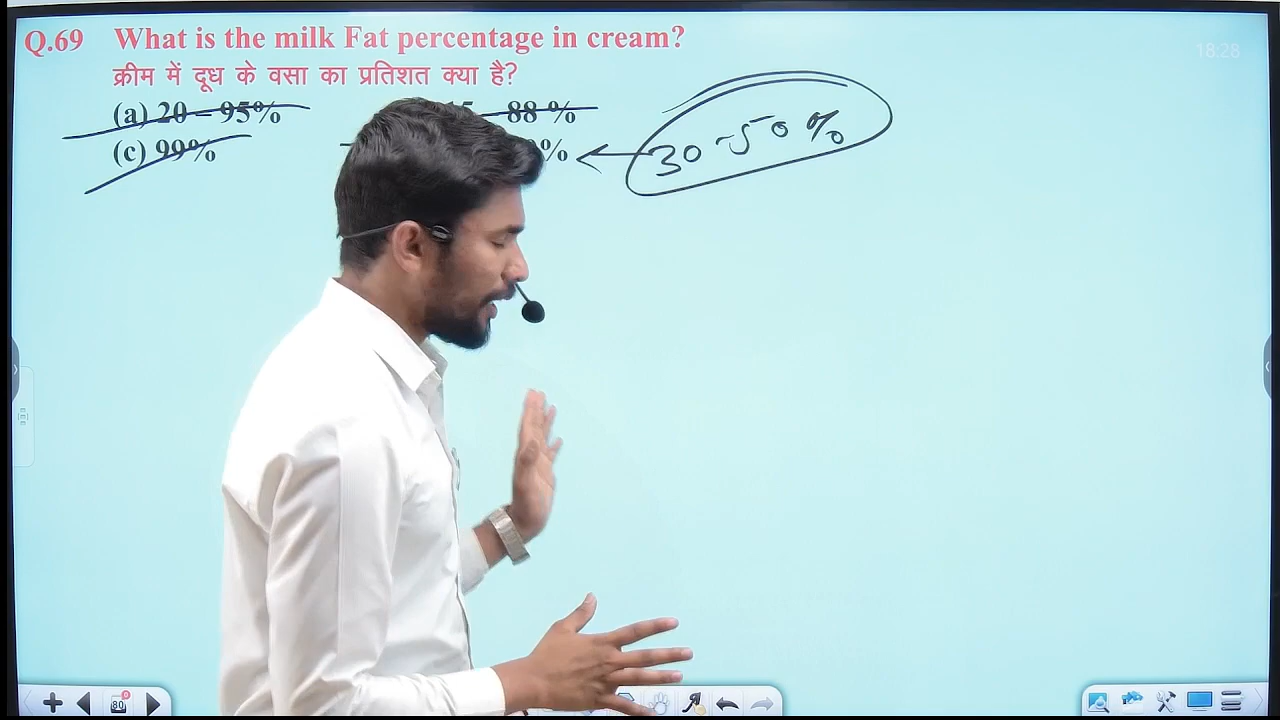 Q.69 What is the milk Fat percentage in cream?
क्रीम में दूध के वसा का प्रतिशत क्या है?
(a) 20 – 95% 88 %
(c) 99% %
30-50%
18:28
80